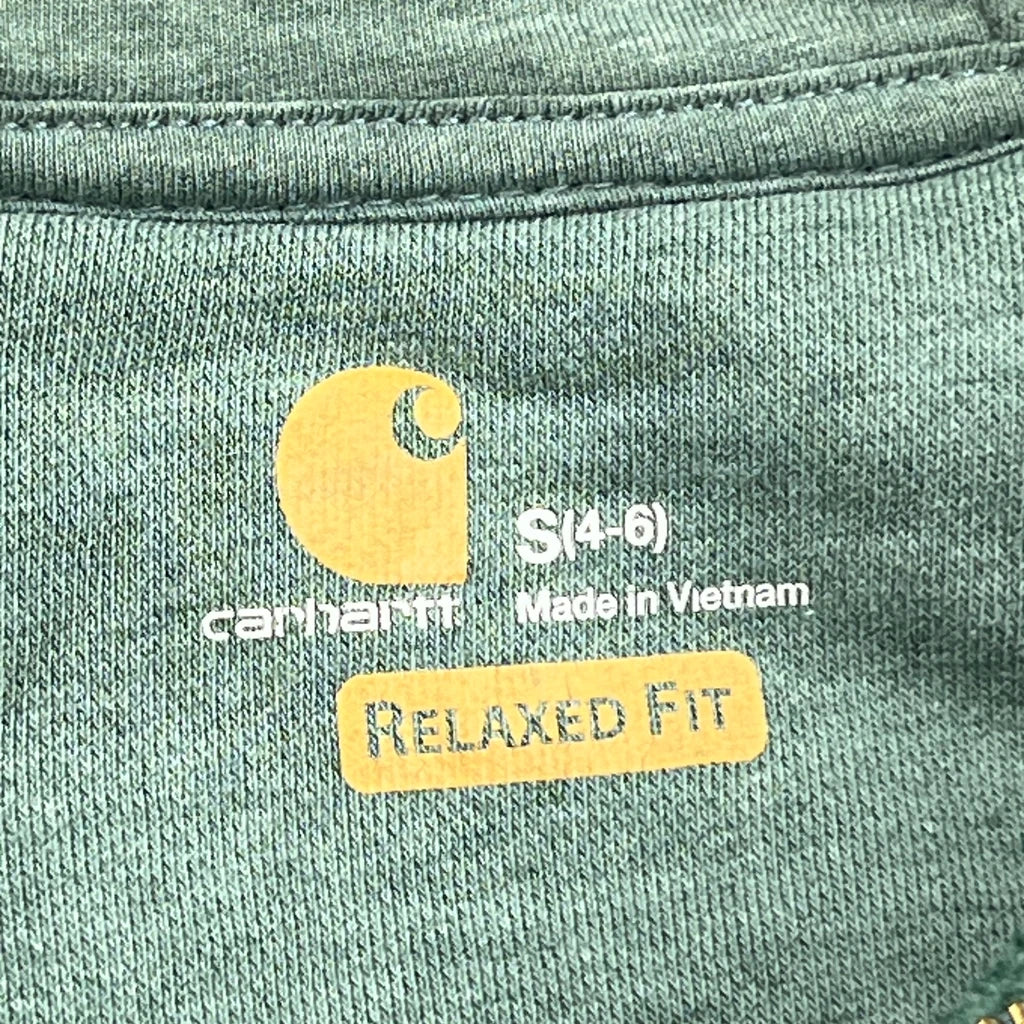 carhartt
S(4-6)
Made in Vietnam
RELAXED FIT